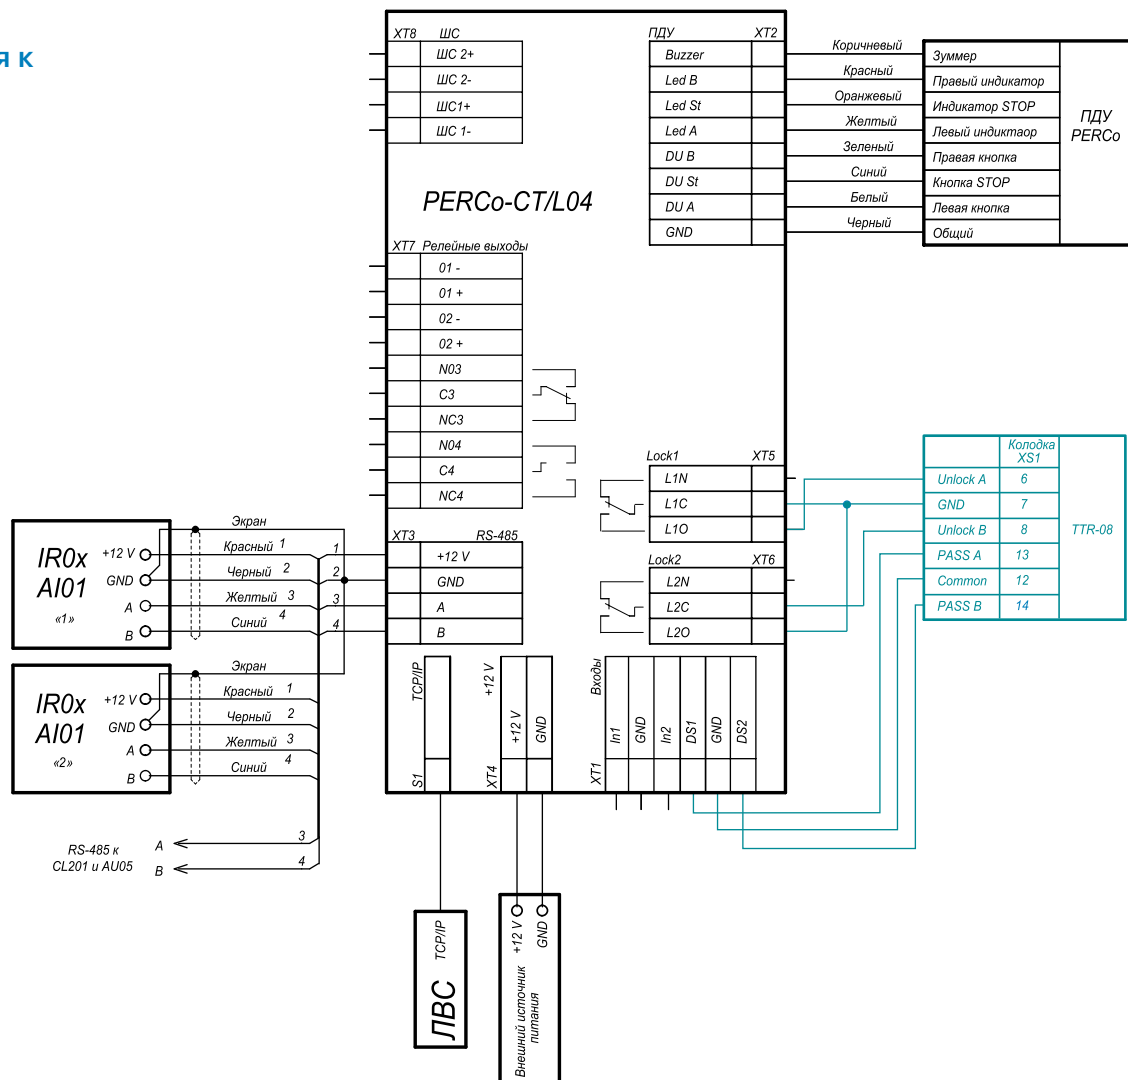 я к
XT8 ШС
ШС 2+
ШС 2-
ШС1+
ШС 1-
ПДУ XT2
Buzzer
Led B
Led St
Led A
DU B
DU St
DU A
GND
Коричневый
Красный
Оранжевый
Желтый
Зеленый
Синий
Белый
Черный
Зуммер
Правый индикатор
Индикатор STOP
Левый индиктаор
Правая кнопка
Кнопка STOP
Левая кнопка
Общий
ПДУ
PERCo
PERCo-CT/L04
XT7 Релейные выходы
01 -
01 +
02 -
02 +
N03
C3
NC3
N04
C4
NC4
Lock1 XT5
L1N
L1C
L1O
Lock2 XT6
L2N
L2C
L2O
Колодка
XS1
Unlock A 6
GND 7
Unlock B 8
PASS A 13
Common 12
PASS B 14
TTR-08
XT3 RS-485
+12 V
GND
A
B
IR0x
AI01
«1»
+12 V
GND
A
B
Экран
Красный 1 1
Черный 2 2
Желтый 3 3
Синий 4 4
IR0x
AI01
«2»
+12 V
GND
A
B
Экран
Красный 1
Черный 2
Желтый 3
Синий 4
RS-485 к
CL201 и AU05
A 3
B 4
S1 TCP/IP
XT4 +12 V
+12 V
GND
XT1 Входы
In1
GND
In2
DS1
GND
DS2
ЛВС TCP/IP
+12 V
GND
Внешний источник
питания